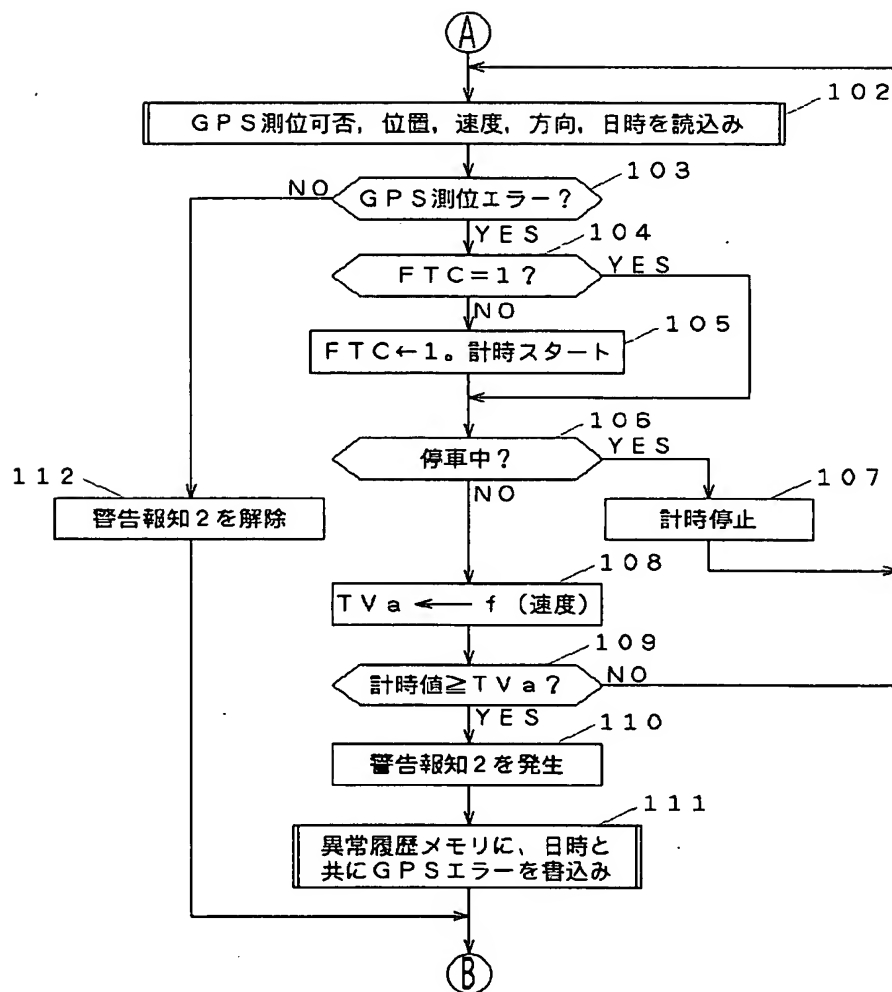 A
102
GPS測位可否,位置,速度,方向,日時を読込み
103
NO
GPS測位エラー?
YES
104
FTC=1?
YES
NO
105
FTC←1。計時スタート
106
停車中?
YES
NO
112
警告報知2を解除
107
計時停止
108
TVa ← f (速度)
109
計時値≧TVa?
NO
YES
110
警告報知2を発生
111
異常履歴メモリに、日時と
共にGPSエラーを書込み
B